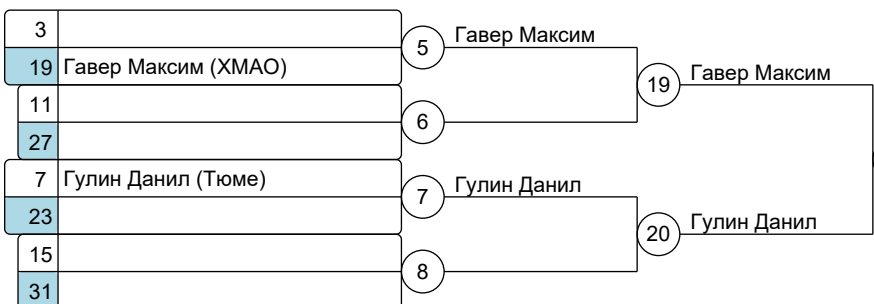 3
5 Гавер Максим
19 Гавер Максим (ХМАО)
19 Гавер Максим
11
6
27
7 Гулин Данил (Тюме)
7 Гулин Данил
23
20 Гулин Данил
15
8
31